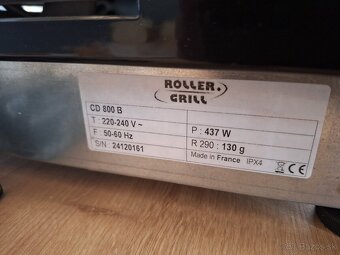 ROLLER.
GRILL
CD 800 B
T : 220-240 V ~
P : 437 W
F : 50-60 Hz
R 290 : 130 g
S/N : 24120161
Made in France IPX4
CE